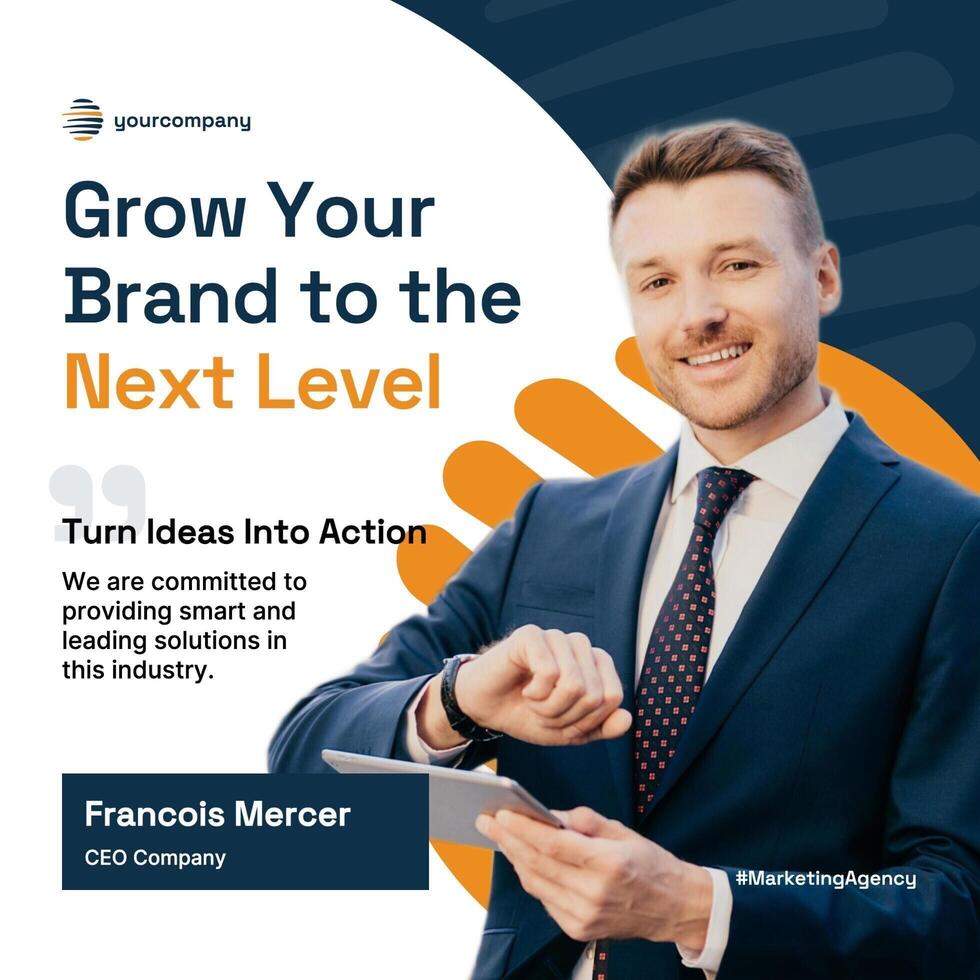 yourcompany
Grow Your
Brand to the
Next Level
Turn Ideas Into Action
We are committed to
providing smart and
leading solutions in
this industry.
Francois Mercer
CEO Company
#MarketingAgency